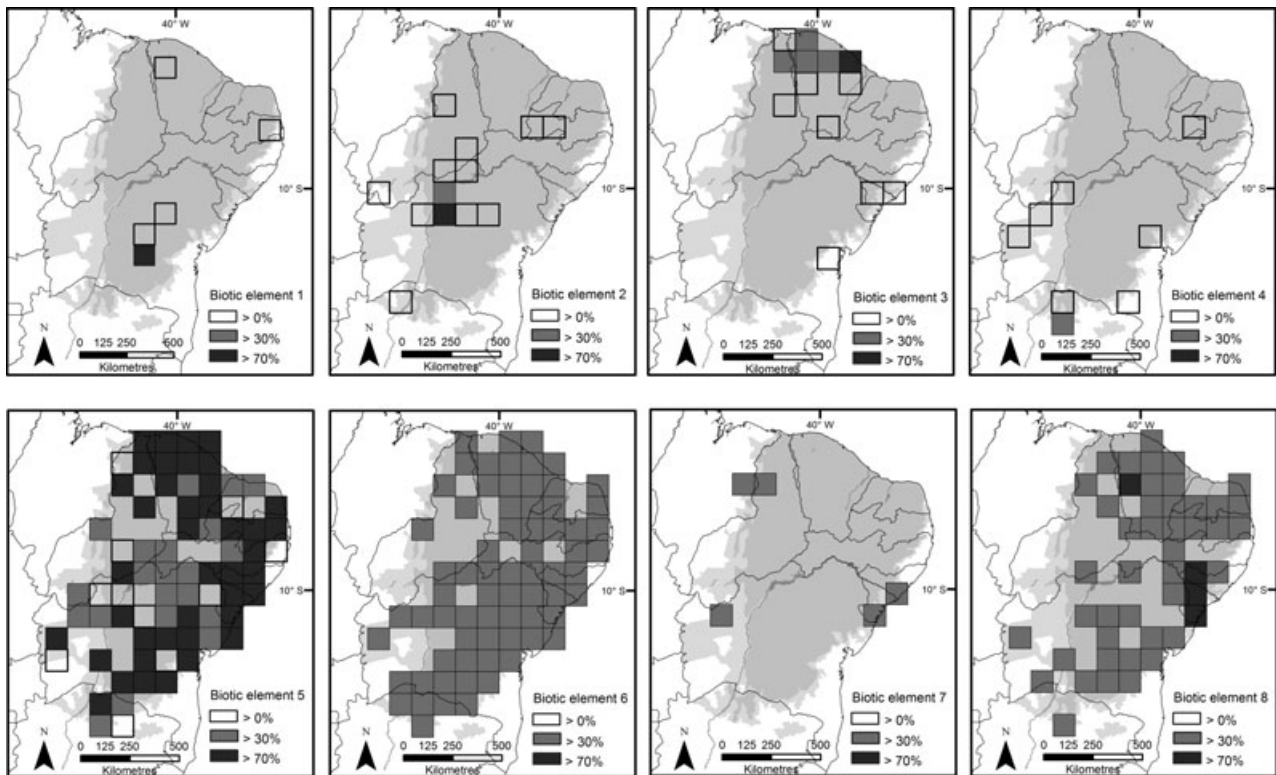 40° W
10° S
Biotic element 1
> 0%
> 30%
> 70%
N
0 125 250 500
Kilometres
40° W
10° S
Biotic element 2
> 0%
> 30%
> 70%
N
0 125 250 500
Kilometres
40° W
10° S
Biotic element 3
> 0%
> 30%
> 70%
N
0 125 250 500
Kilometres
40° W
10° S
Biotic element 4
> 0%
> 30%
> 70%
N
0 125 250 500
Kilometres
40° W
10° S
Biotic element 5
> 0%
> 30%
> 70%
N
0 125 250 500
Kilometres
40° W
10° S
Biotic element 6
> 0%
> 30%
> 70%
N
0 125 250 500
Kilometres
40° W
10° S
Biotic element 7
> 0%
> 30%
> 70%
N
0 125 250 500
Kilometres
40° W
10° S
Biotic element 8
> 0%
> 30%
> 70%
N
0 125 250 500
Kilometres